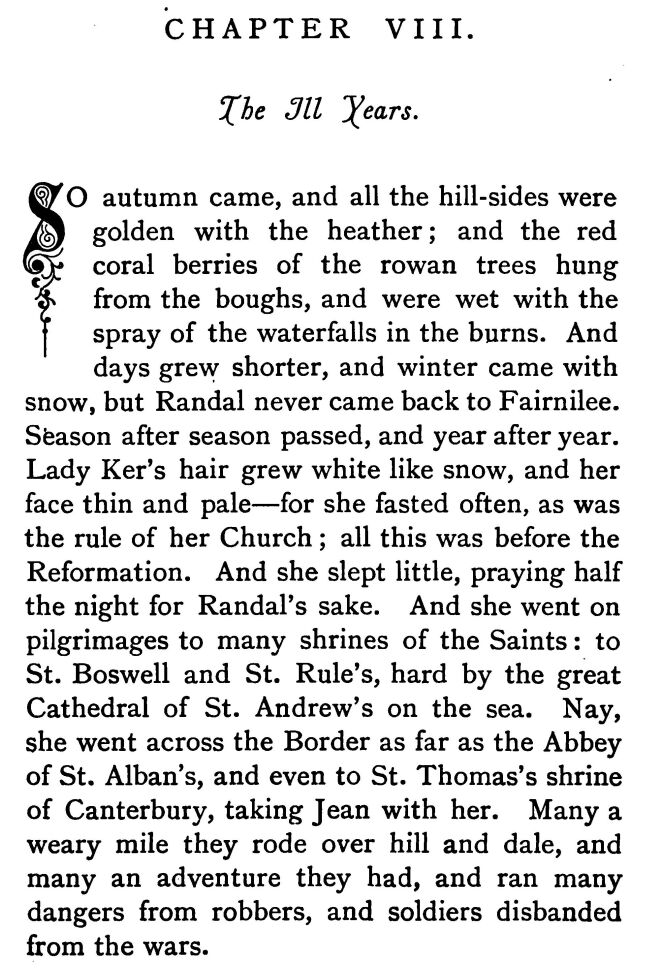 CHAPTER VIII.
The Ill Years.
SO autumn came, and all the hill-sides were
golden with the heather; and the red
coral berries of the rowan trees hung
from the boughs, and were wet with the
spray of the waterfalls in the burns. And
days grew shorter, and winter came with
snow, but Randal never came back to Fairnilee.
Season after season passed, and year after year.
Lady Ker's hair grew white like snow, and her
face thin and pale—for she fasted often, as was
the rule of her Church; all this was before the
Reformation. And she slept little, praying half
the night for Randal's sake. And she went on
pilgrimages to many shrines of the Saints: to
St. Boswell and St. Rule's, hard by the great
Cathedral of St. Andrew's on the sea. Nay,
she went across the Border as far as the Abbey
of St. Alban's, and even to St. Thomas's shrine
of Canterbury, taking Jean with her. Many a
weary mile they rode over hill and dale, and
many an adventure they had, and ran many
dangers from robbers, and soldiers disbanded
from the wars.